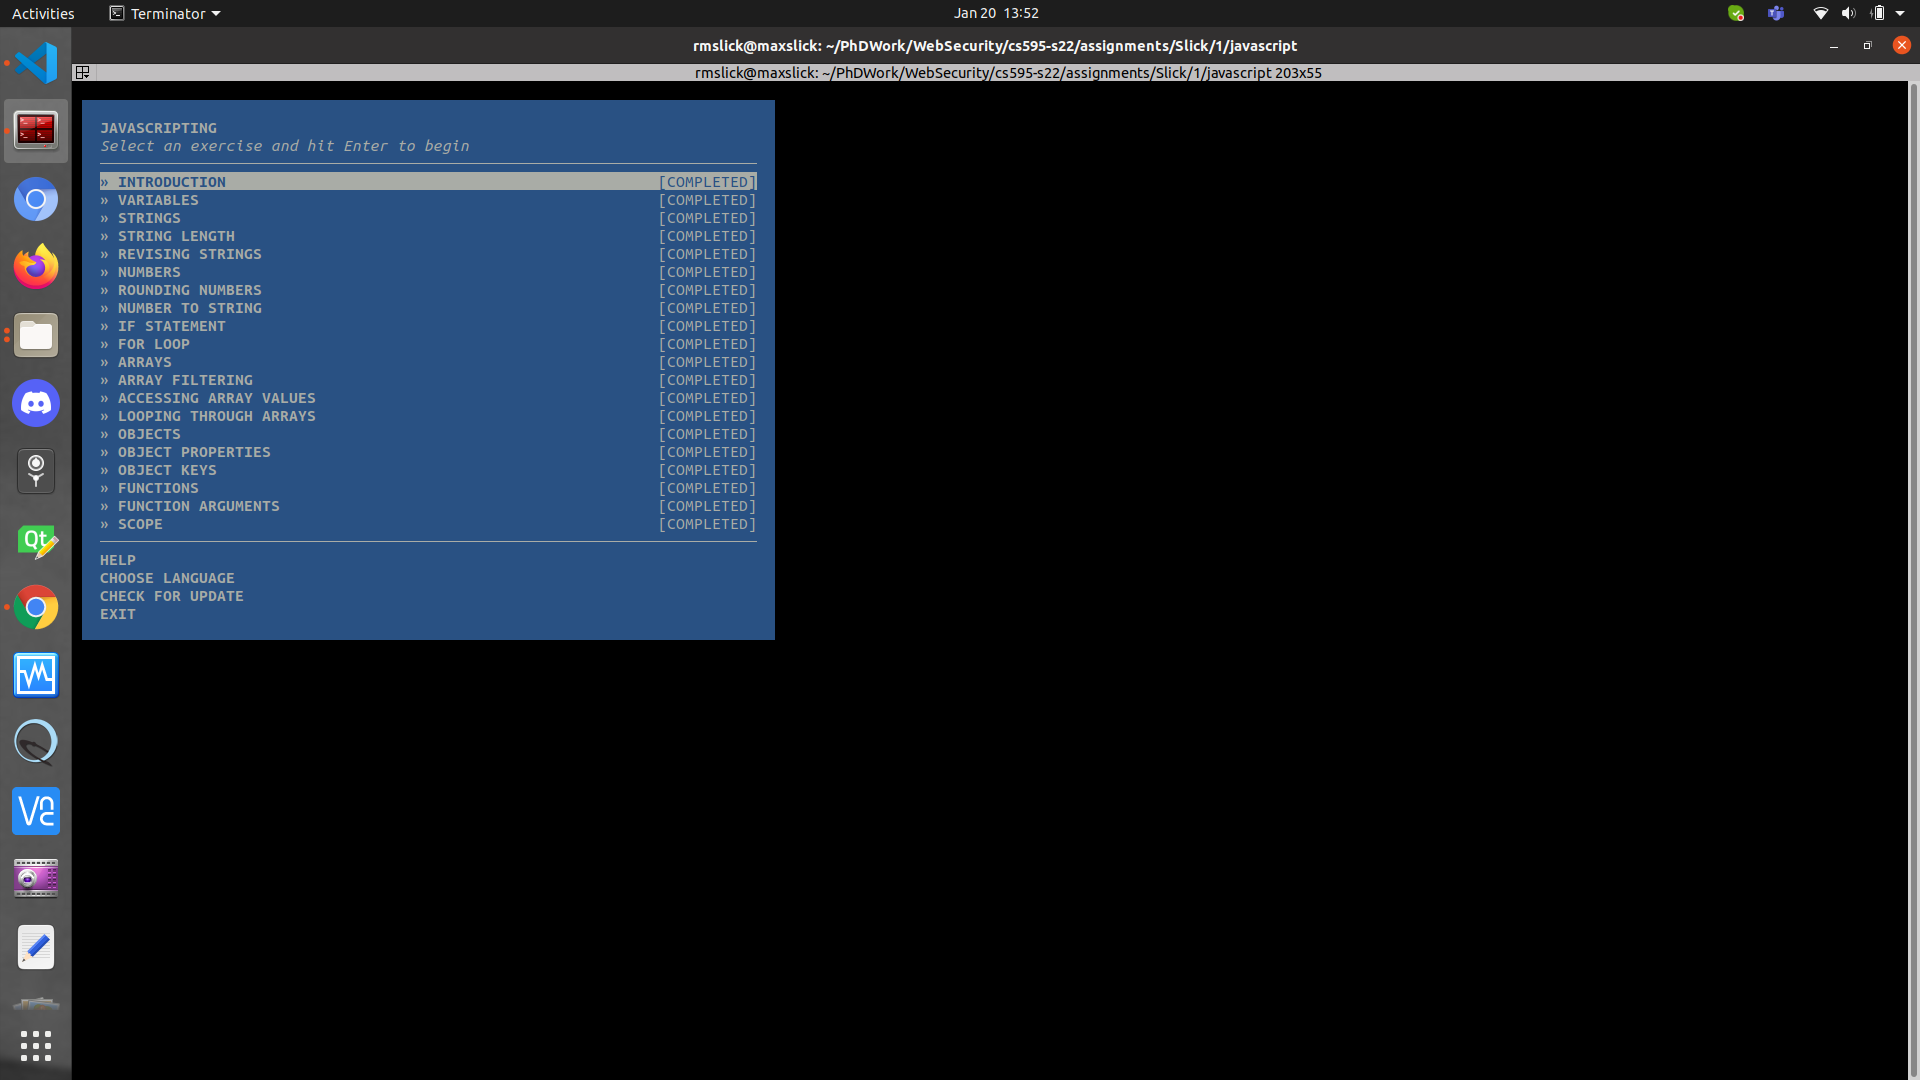 Activities Terminator Jan 20 13:52
rmslick@maxslick: ~/PhDWork/WebSecurity/cs595-s22/assignments/Slick/1/javascript
rmslick@maxslick: ~/PhDWork/WebSecurity/cs595-s22/assignments/Slick/1/javascript 203x55
JAVASCRIPTING
Select an exercise and hit Enter to begin
» INTRODUCTION [COMPLETED]
» VARIABLES [COMPLETED]
» STRINGS [COMPLETED]
» STRING LENGTH [COMPLETED]
» REVISING STRINGS [COMPLETED]
» NUMBERS [COMPLETED]
» ROUNDING NUMBERS [COMPLETED]
» NUMBER TO STRING [COMPLETED]
» IF STATEMENT [COMPLETED]
» FOR LOOP [COMPLETED]
» ARRAYS [COMPLETED]
» ARRAY FILTERING [COMPLETED]
» ACCESSING ARRAY VALUES [COMPLETED]
» LOOPING THROUGH ARRAYS [COMPLETED]
» OBJECTS [COMPLETED]
» OBJECT PROPERTIES [COMPLETED]
» OBJECT KEYS [COMPLETED]
» FUNCTIONS [COMPLETED]
» FUNCTION ARGUMENTS [COMPLETED]
» SCOPE [COMPLETED]
HELP
CHOOSE LANGUAGE
CHECK FOR UPDATE
EXIT
Qt
VNC